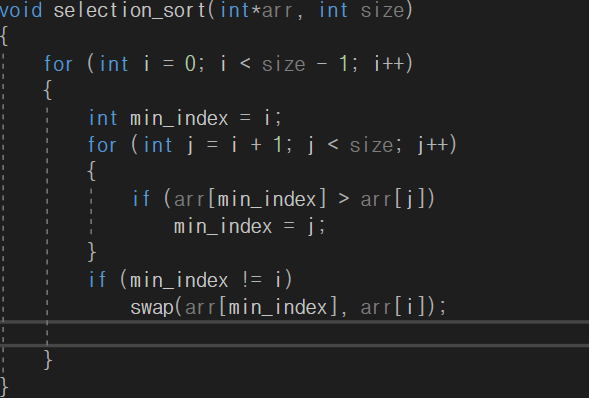 void selection_sort(int*arr, int size)
{
    for (int i = 0; i < size - 1; i++)
    {
        int min_index = i;
        for (int j = i + 1; j < size; j++)
        {
            if (arr[min_index] > arr[j])
                min_index = j;
        }
        if (min_index != i)
            swap(arr[min_index], arr[i]);
    }
}